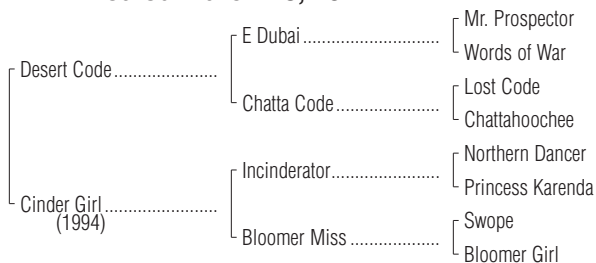 E Dubai
Mr. Prospector
Words of War
Desert Code
Chatta Code
Lost Code
Chattahoochee
Incinderator
Northern Dancer
Princess Karenda
Cinder Girl
(1994)
Bloomer Miss
Swope
Bloomer Girl